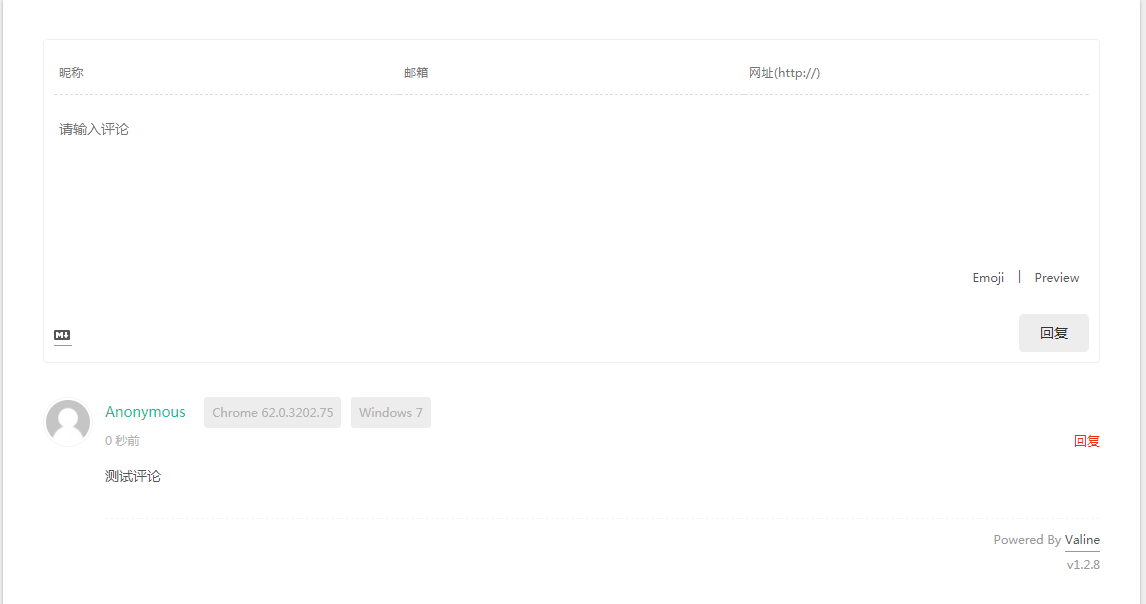 昵称 邮箱 网址(http://)
请输入评论
Emoji | Preview
M 回复
Anonymous Chrome 62.0.3202.75 Windows 7
0 秒前 回复
测试评论
Powered By Valine
v1.2.8